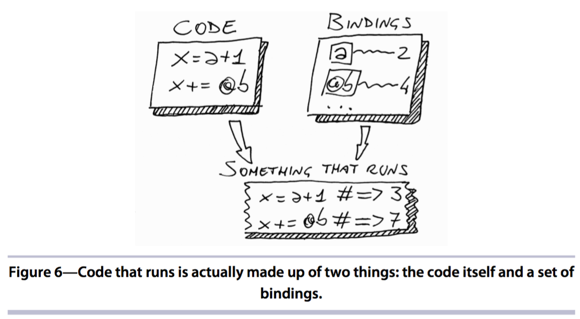 CODE
x=a+1
x+= @b
BINDINGS
a 2
@b 4
...
SOMETHING THAT RUNS
x=a+1 #=> 3
x+= @b #=> 7
Figure 6—Code that runs is actually made up of two things: the code itself and a set of
bindings.